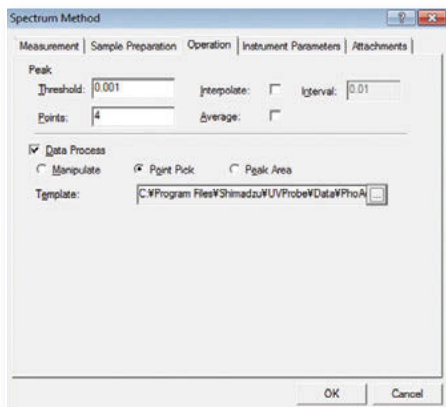 Spectrum Method
Measurement Sample Preparation Operation Instrument Parameters Attachments
Peak
Threshold: 0.001 Interpolate: Interval: 0.01
Points: 4 Average:
Data Process
Manipulate Point Pick Peak Area
Template: C:¥Program Files¥Shimadzu¥UVProbe¥Data¥PhoA ...
OK Cancel